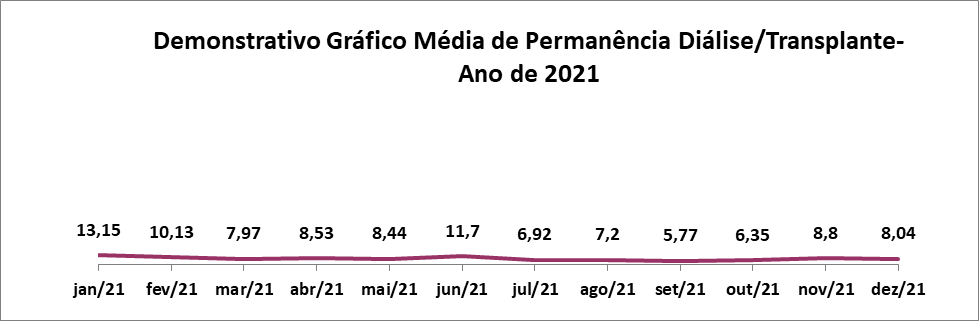 Demonstrativo Gráfico Média de Permanência Diálise/Transplante-
Ano de 2021
13,15 10,13 7,97 8,53 8,44 11,7 6,92 7,2 5,77 6,35 8,8 8,04
jan/21 fev/21 mar/21 abr/21 mai/21 jun/21 jul/21 ago/21 set/21 out/21 nov/21 dez/21